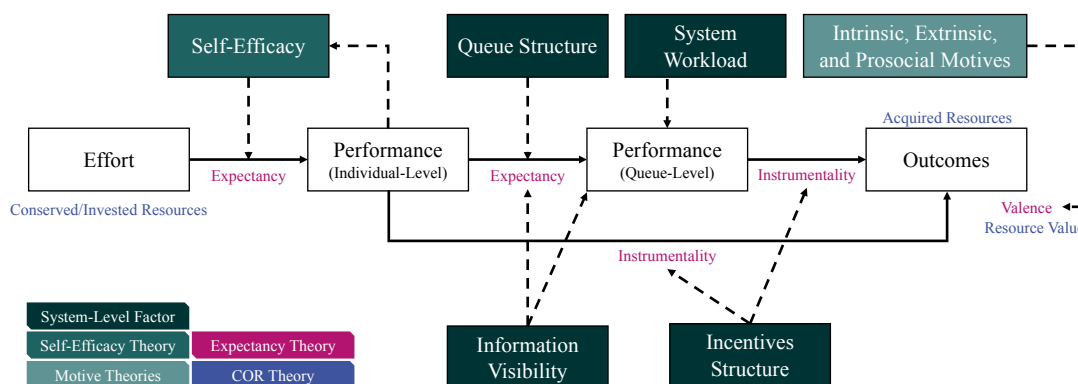 Self-Efficacy
Queue Structure
System
Workload
Intrinsic, Extrinsic,
and Prosocial Motives
Acquired Resources
Effort
Performance
(Individual-Level)
Performance
(Queue-Level)
Outcomes
Expectancy
Expectancy
Instrumentality
Conserved/Invested Resources
Valence
Resource Value
Instrumentality
System-Level Factor
Self-Efficacy Theory
Expectancy Theory
Motive Theories
COR Theory
Information
Visibility
Incentives
Structure